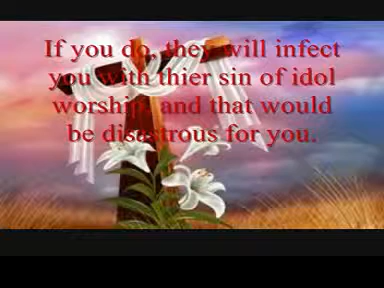 If you do, they will infect
you with thier sin of idol
worship, and that would
be disastrous for you.